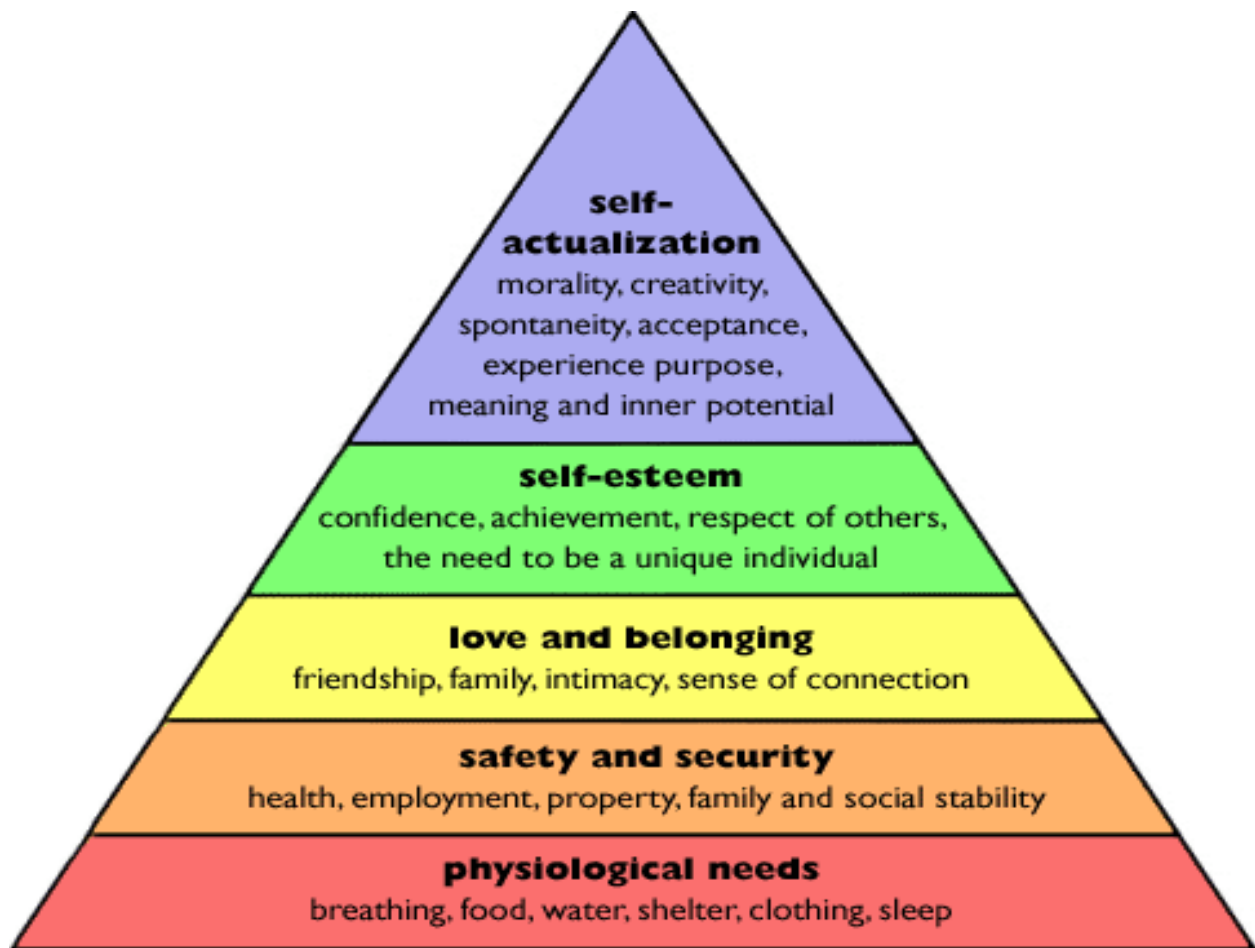 self-
actualization
morality, creativity,
spontaneity, acceptance,
experience purpose,
meaning and inner potential
self-esteem
confidence, achievement, respect of others,
the need to be a unique individual
love and belonging
friendship, family, intimacy, sense of connection
safety and security
health, employment, property, family and social stability
physiological needs
breathing, food, water, shelter, clothing, sleep